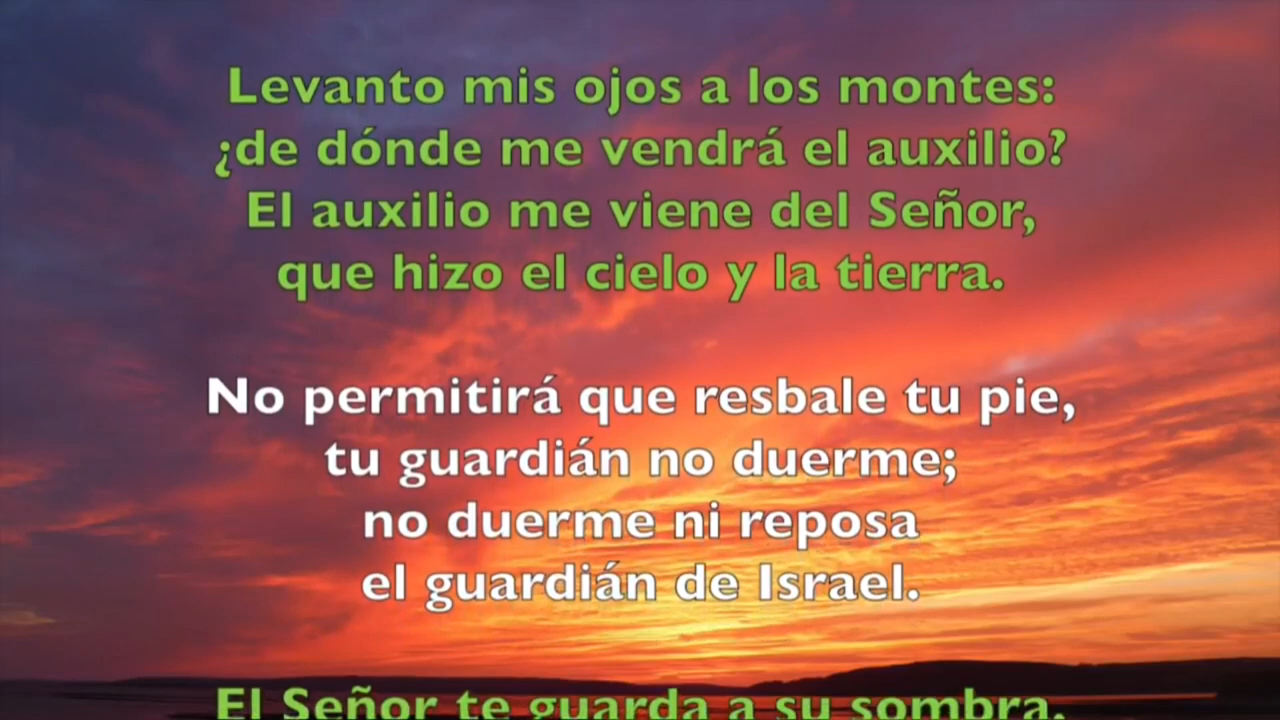 Levanto mis ojos a los montes:
¿de dónde me vendrá el auxilio?
El auxilio me viene del Señor,
que hizo el cielo y la tierra.
No permitirá que resbale tu pie,
tu guardián no duerme;
no duerme ni reposa
el guardián de Israel.
El Señor te guarda a su sombra,